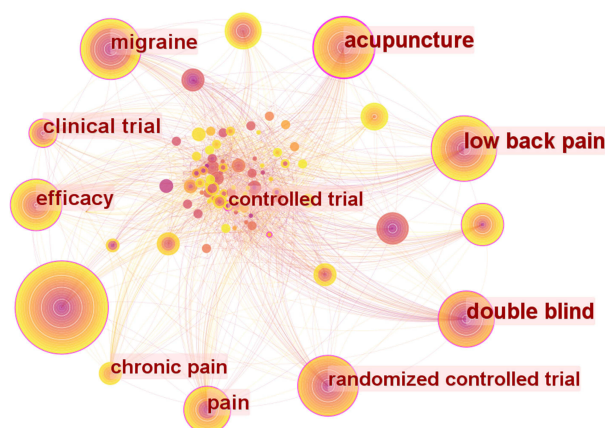 migraine
acupuncture
clinical trial
low back pain
efficacy
controlled trial
double blind
chronic pain
randomized controlled trial
pain